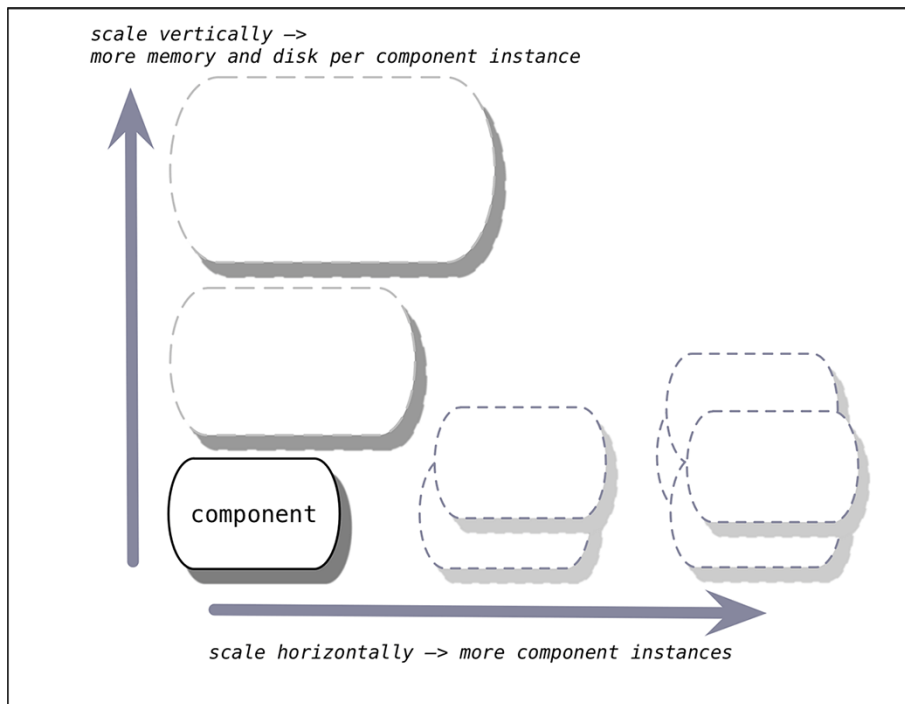 scale vertically —>
more memory and disk per component instance
component
scale horizontally —> more component instances